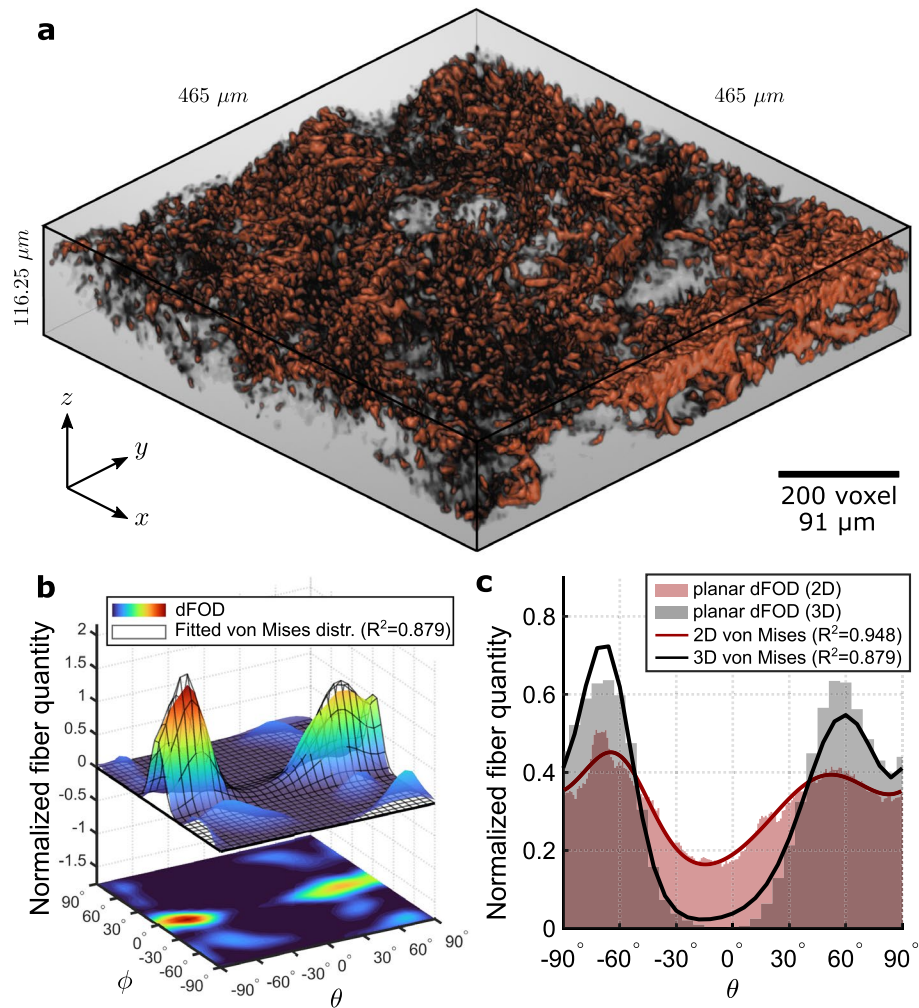 a
465 μm
465 μm
116.25 μm
z
y
x
200 voxel
91 μm
b
dFOD
Fitted von Mises distr. (R²=0.879)
Normalized fiber quantity
2
1.5
1
0.5
0
-0.5
-1
-1.5
90°
60°
30°
0°
-30°
-60°
-90°
ϕ
-90°
-60°
-30°
0°
30°
60°
90°
θ
c
planar dFOD (2D)
planar dFOD (3D)
2D von Mises (R²=0.948)
3D von Mises (R²=0.879)
Normalized fiber quantity
0.8
0.6
0.4
0.2
0
-90° -60° -30° 0° 30° 60° 90°
θ